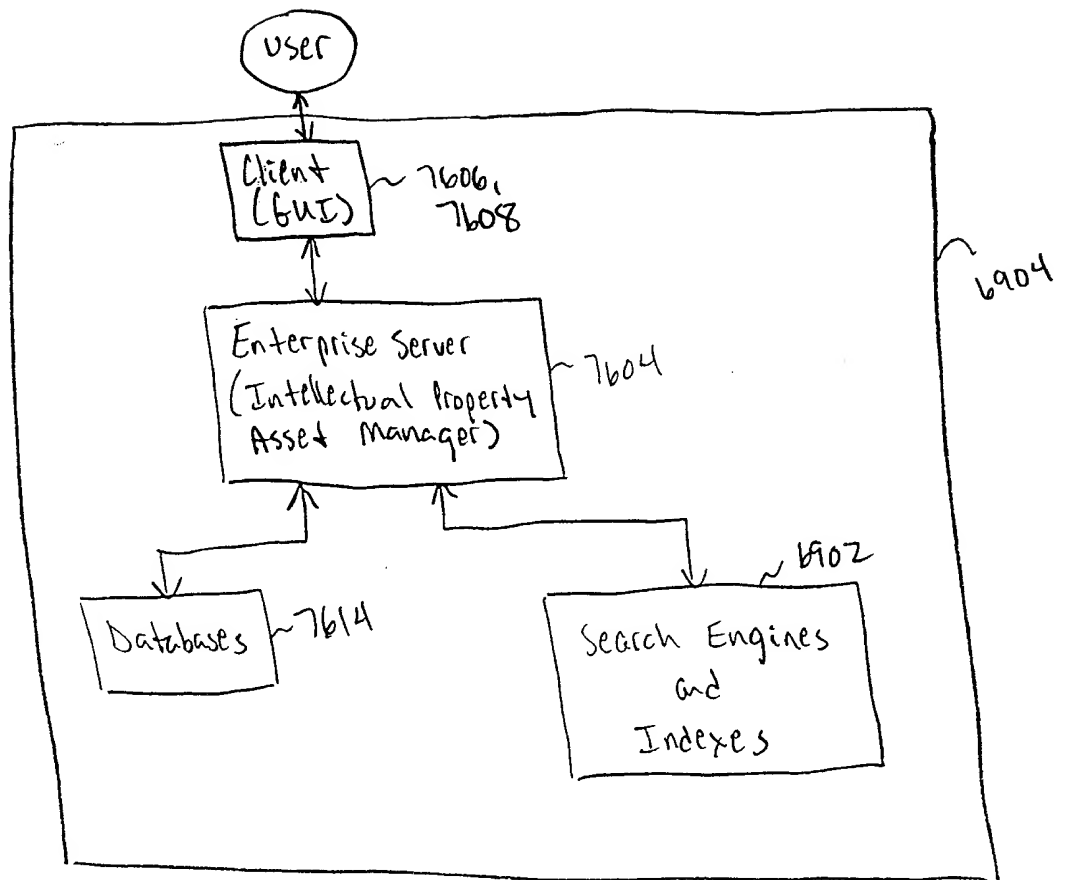 User
Client
(GUI)
7606,
7608
6904
Enterprise Server
(Intellectual Property
Asset Manager)
7604
6902
Databases
7614
Search Engines
and
Indexes